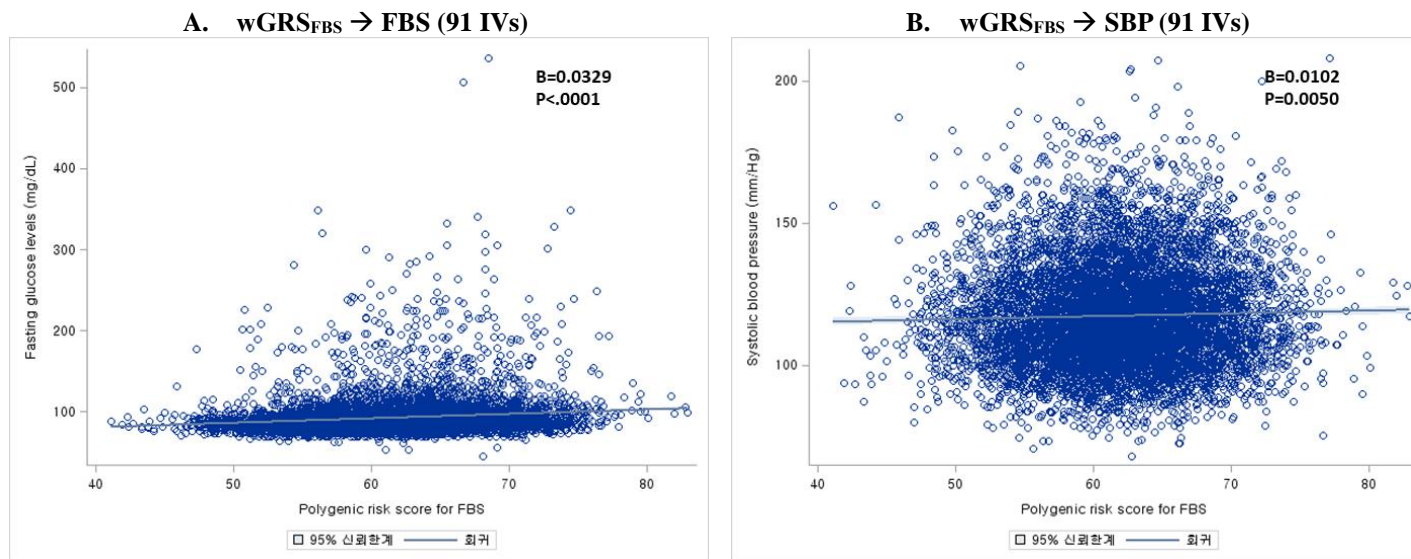 A. wGRSFBS → FBS (91 IVs)
B=0.0329
P<.0001
Fasting glucose levels (mg/dL)
500
400
300
200
100
40 50 60 70 80
Polygenic risk score for FBS
95% 신뢰한계 회귀
B. wGRSFBS → SBP (91 IVs)
B=0.0102
P=0.0050
Systolic blood pressure (mm/Hg)
200
150
100
40 50 60 70 80
Polygenic risk score for FBS
95% 신뢰한계 회귀